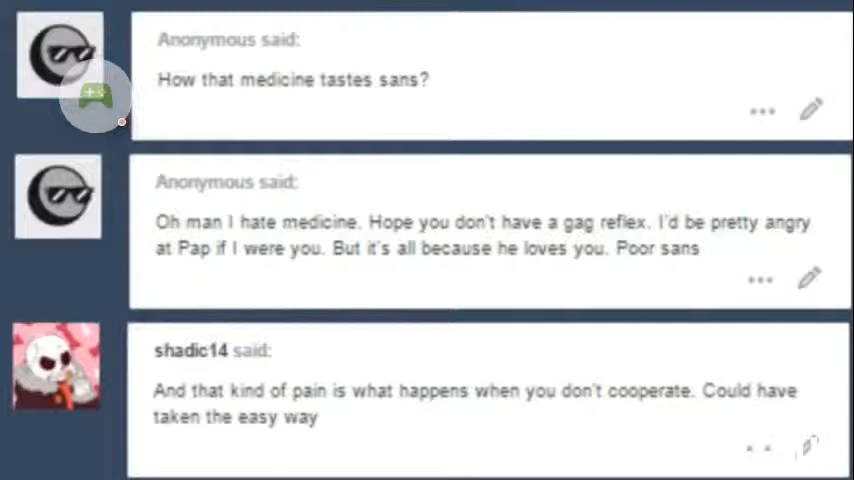 Anonymous said:
How that medicine tastes sans?
Anonymous said:
Oh man I hate medicine. Hope you don't have a gag reflex. I'd be pretty angry
at Pap if I were you. But it's all because he loves you. Poor sans
shadic14 said:
And that kind of pain is what happens when you don't cooperate. Could have
taken the easy way